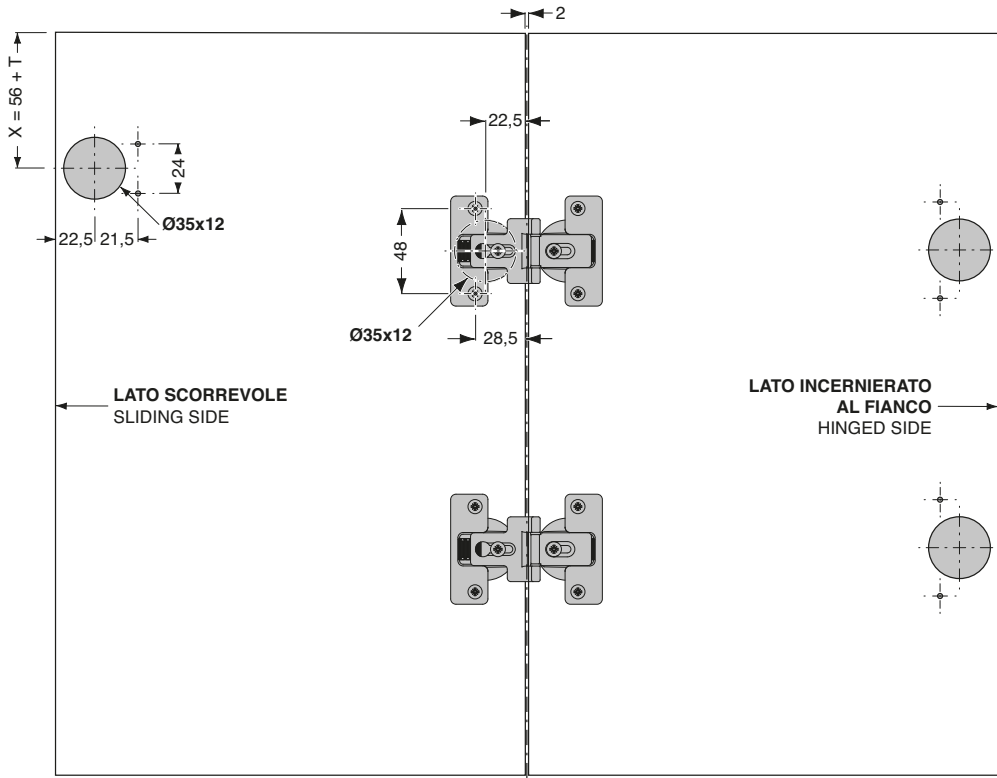 2
X = 56 + T
22,5
24
Ø35x12
22,5 21,5
48
Ø35x12
28,5
LATO SCORREVOLE
SLIDING SIDE
LATO INCERNIERATO
AL FIANCO
HINGED SIDE